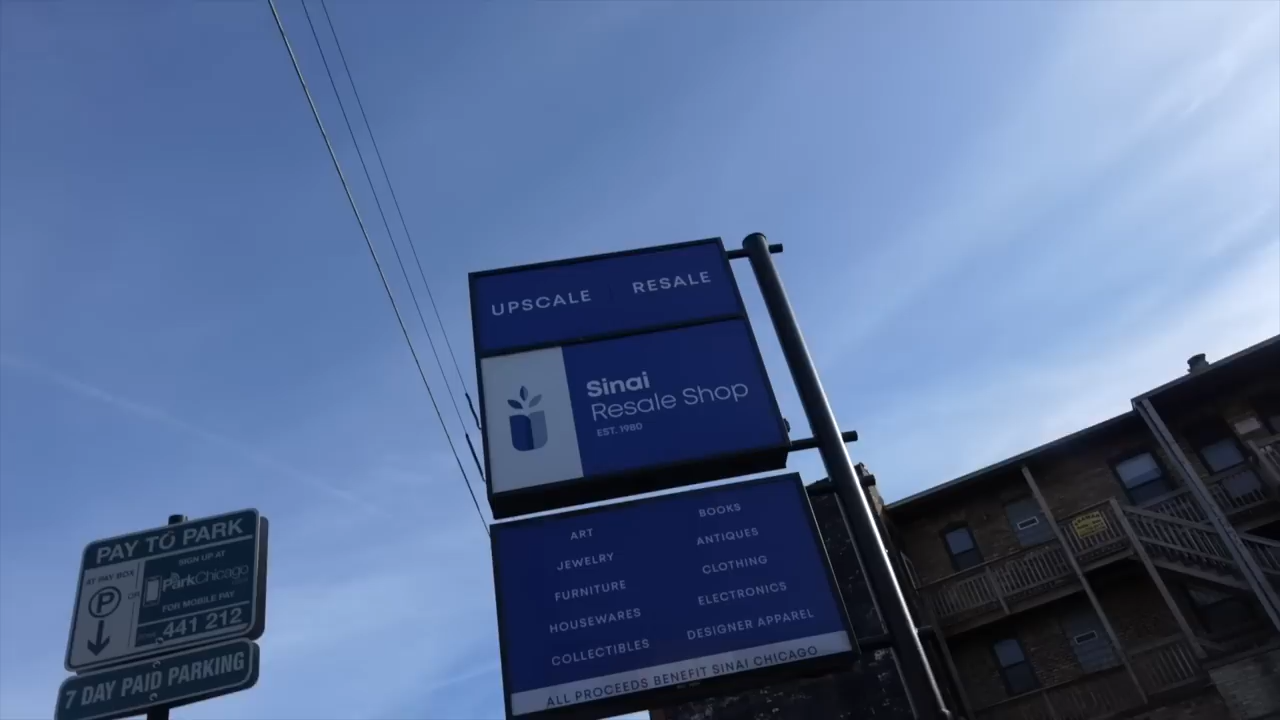 UPSCALE RESALE
Sinai
Resale Shop
EST. 1980
ART
JEWELRY
FURNITURE
HOUSEWARES
COLLECTIBLES
BOOKS
ANTIQUES
CLOTHING
ELECTRONICS
DESIGNER APPAREL
ALL PROCEEDS BENEFIT SINAI CHICAGO
PAY TO PARK
AT PAY BOX
P
OR
SIGN UP AT
ParkChicago
FOR MOBILE PAY
441 212
7 DAY PAID PARKING